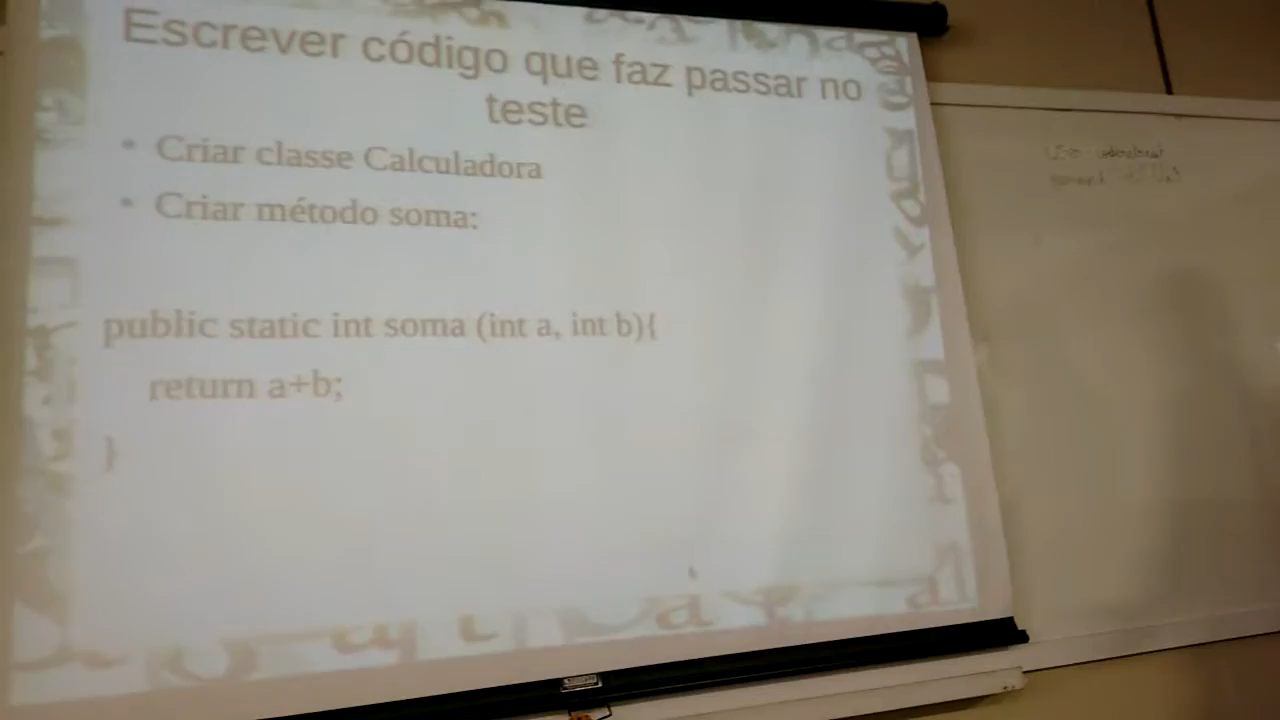 Escrever código que faz passar no
teste
• Criar classe Calculadora
• Criar método soma:
public static int soma (int a, int b){
return a+b;
}